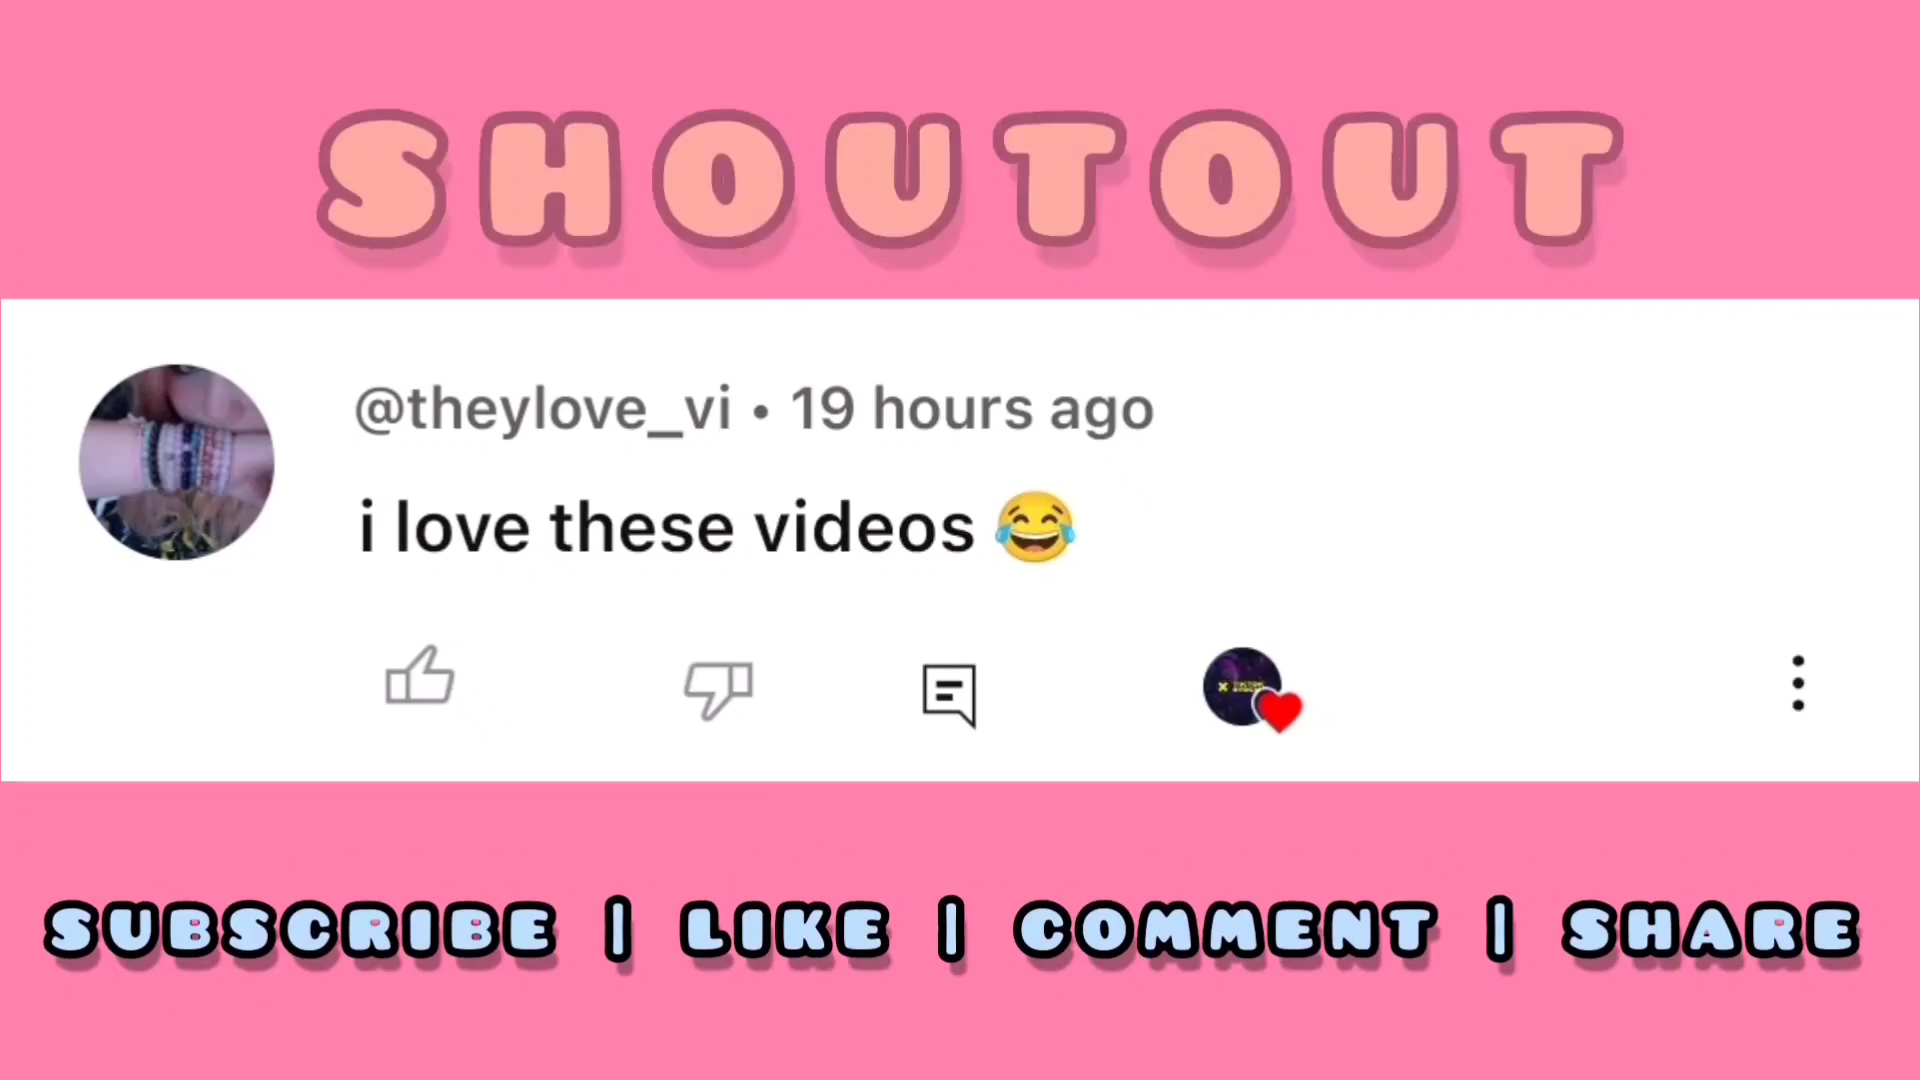 SHOUTOUT
@theylove_vi • 19 hours ago
i love these videos 😂
SUBSCRIBE | LIKE | COMMENT | SHARE